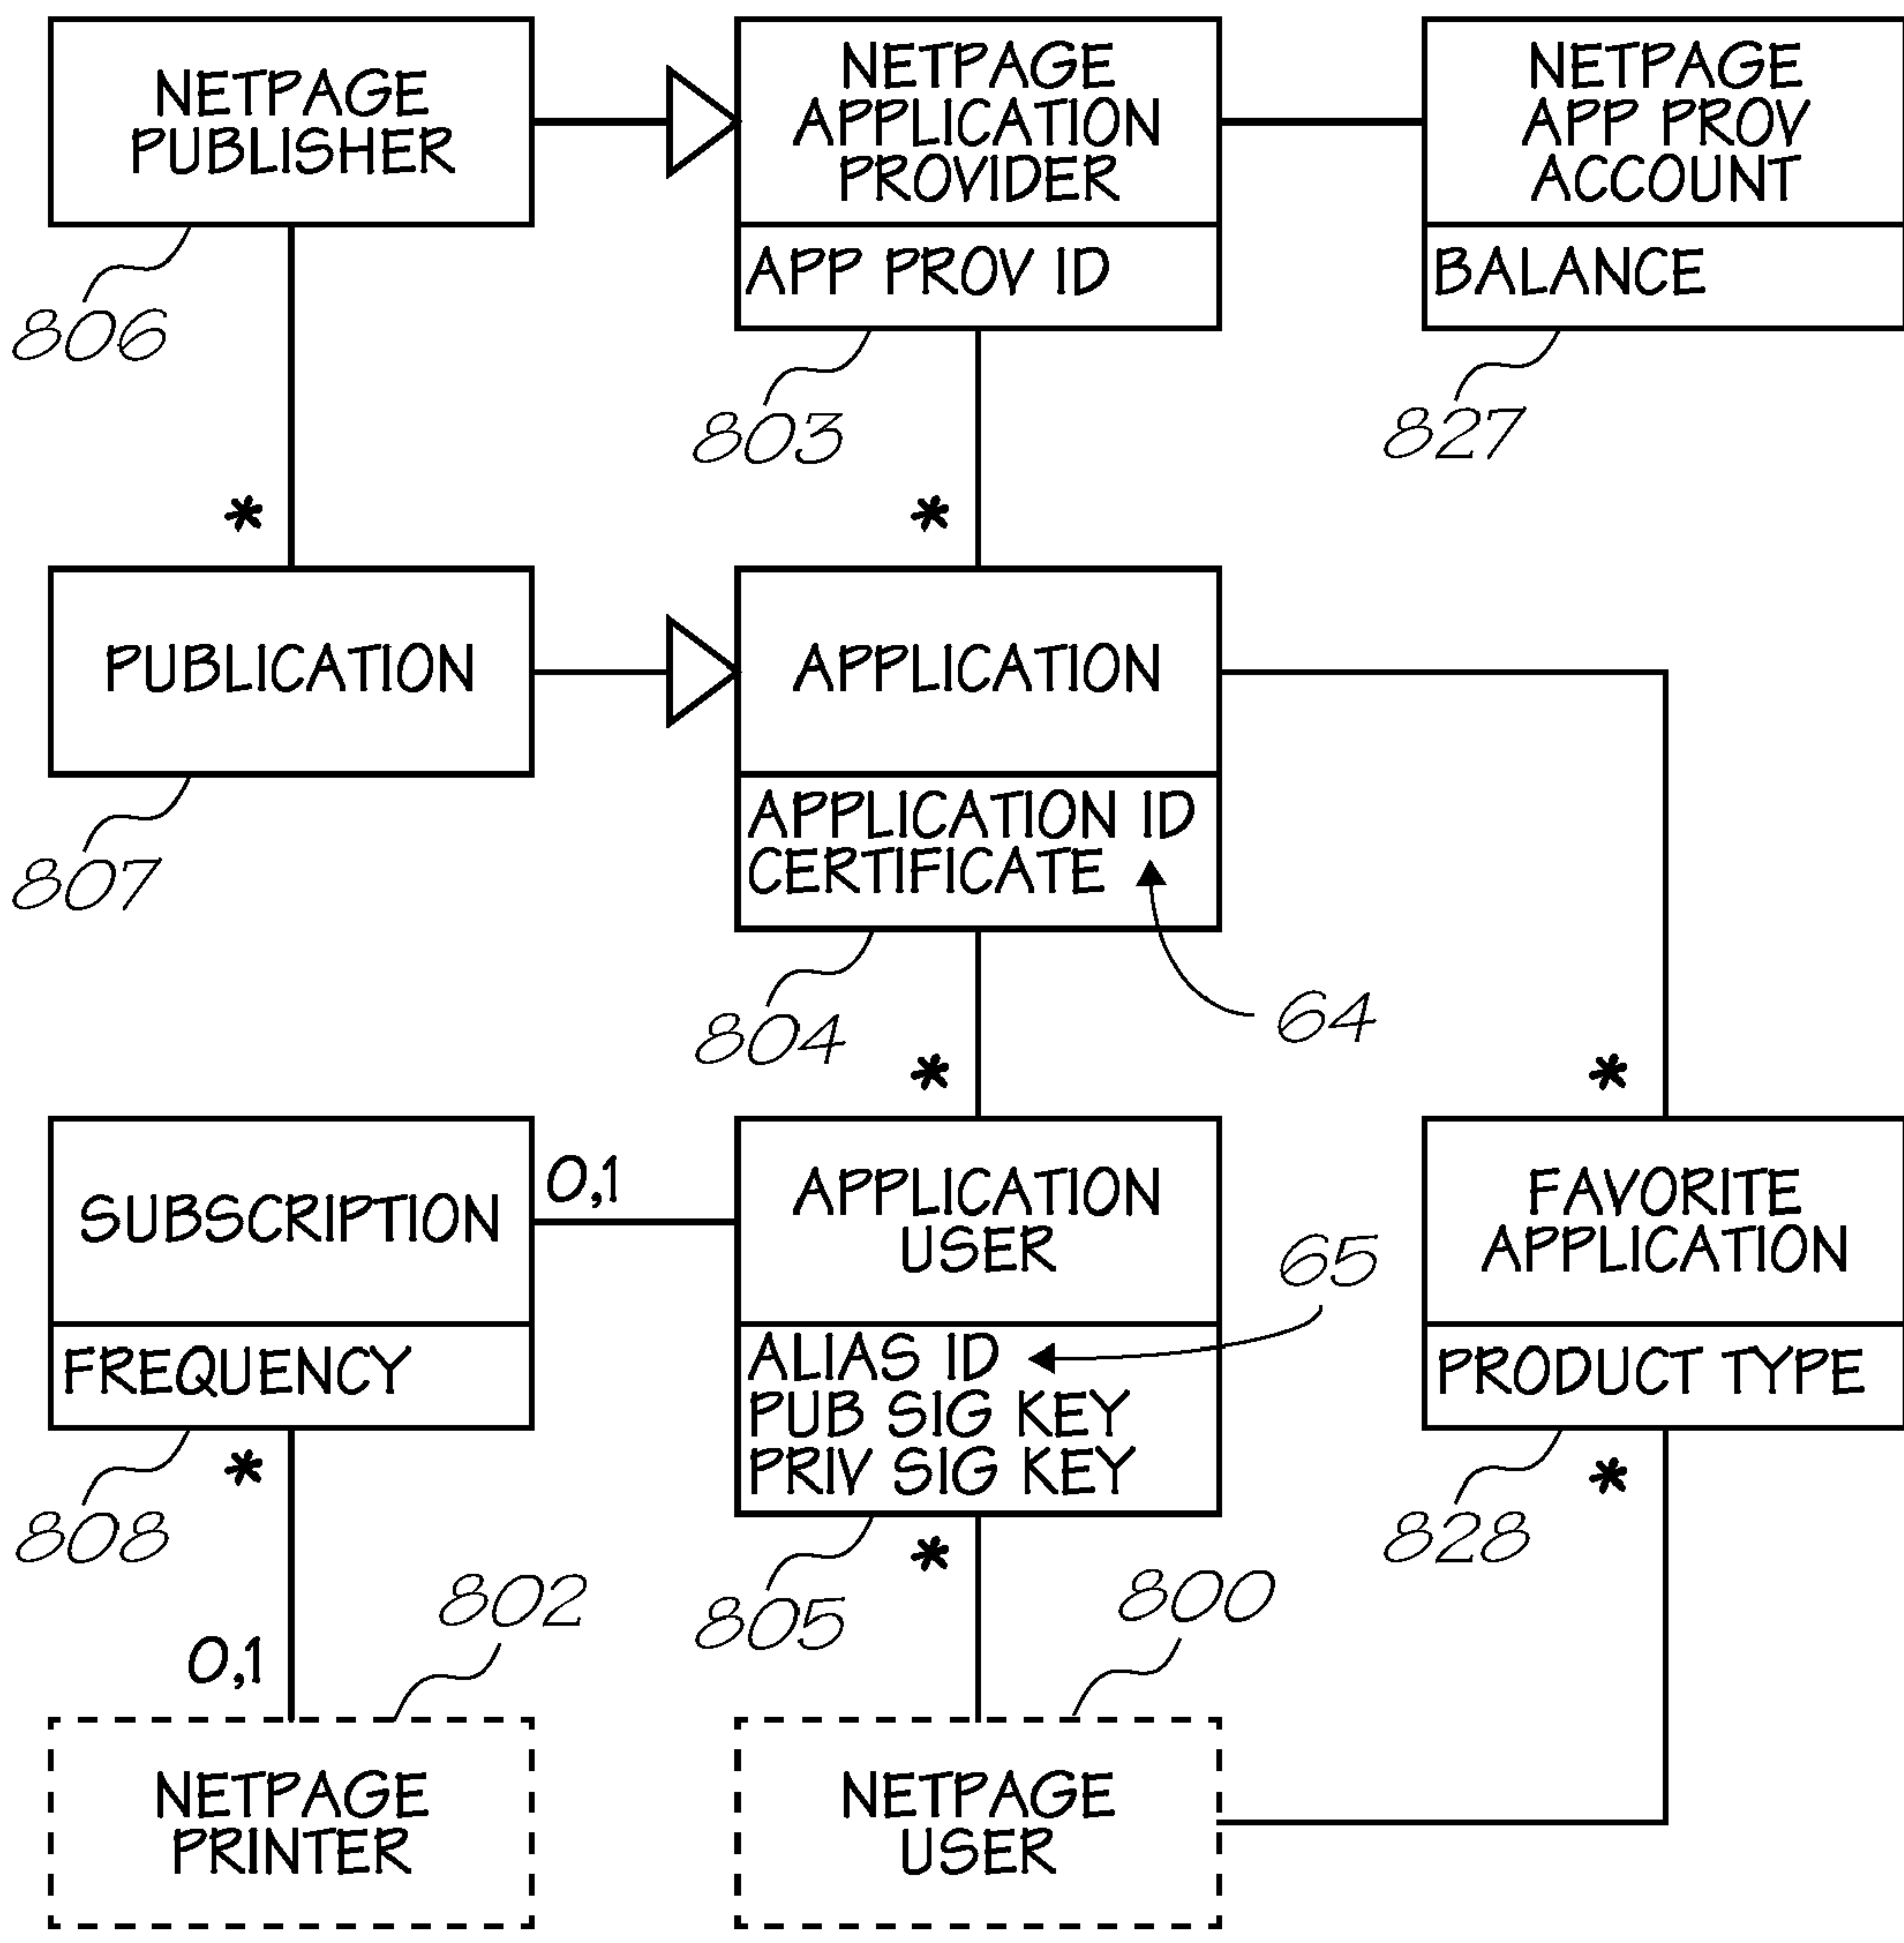 NETPAGE
PUBLISHER
NETPAGE
APPLICATION
PROVIDER
NETPAGE
APP PROV
ACCOUNT
APP PROV ID
BALANCE
806
803
827
*
*
PUBLICATION
APPLICATION
APPLICATION ID
CERTIFICATE
807
804
64
*
*
SUBSCRIPTION
0,1
APPLICATION
USER
FAVORITE
APPLICATION
65
FREQUENCY
ALIAS ID
PUB SIG KEY
PRIV SIG KEY
PRODUCT TYPE
*
*
808
828
*
802
805
800
0,1
NETPAGE
PRINTER
NETPAGE
USER